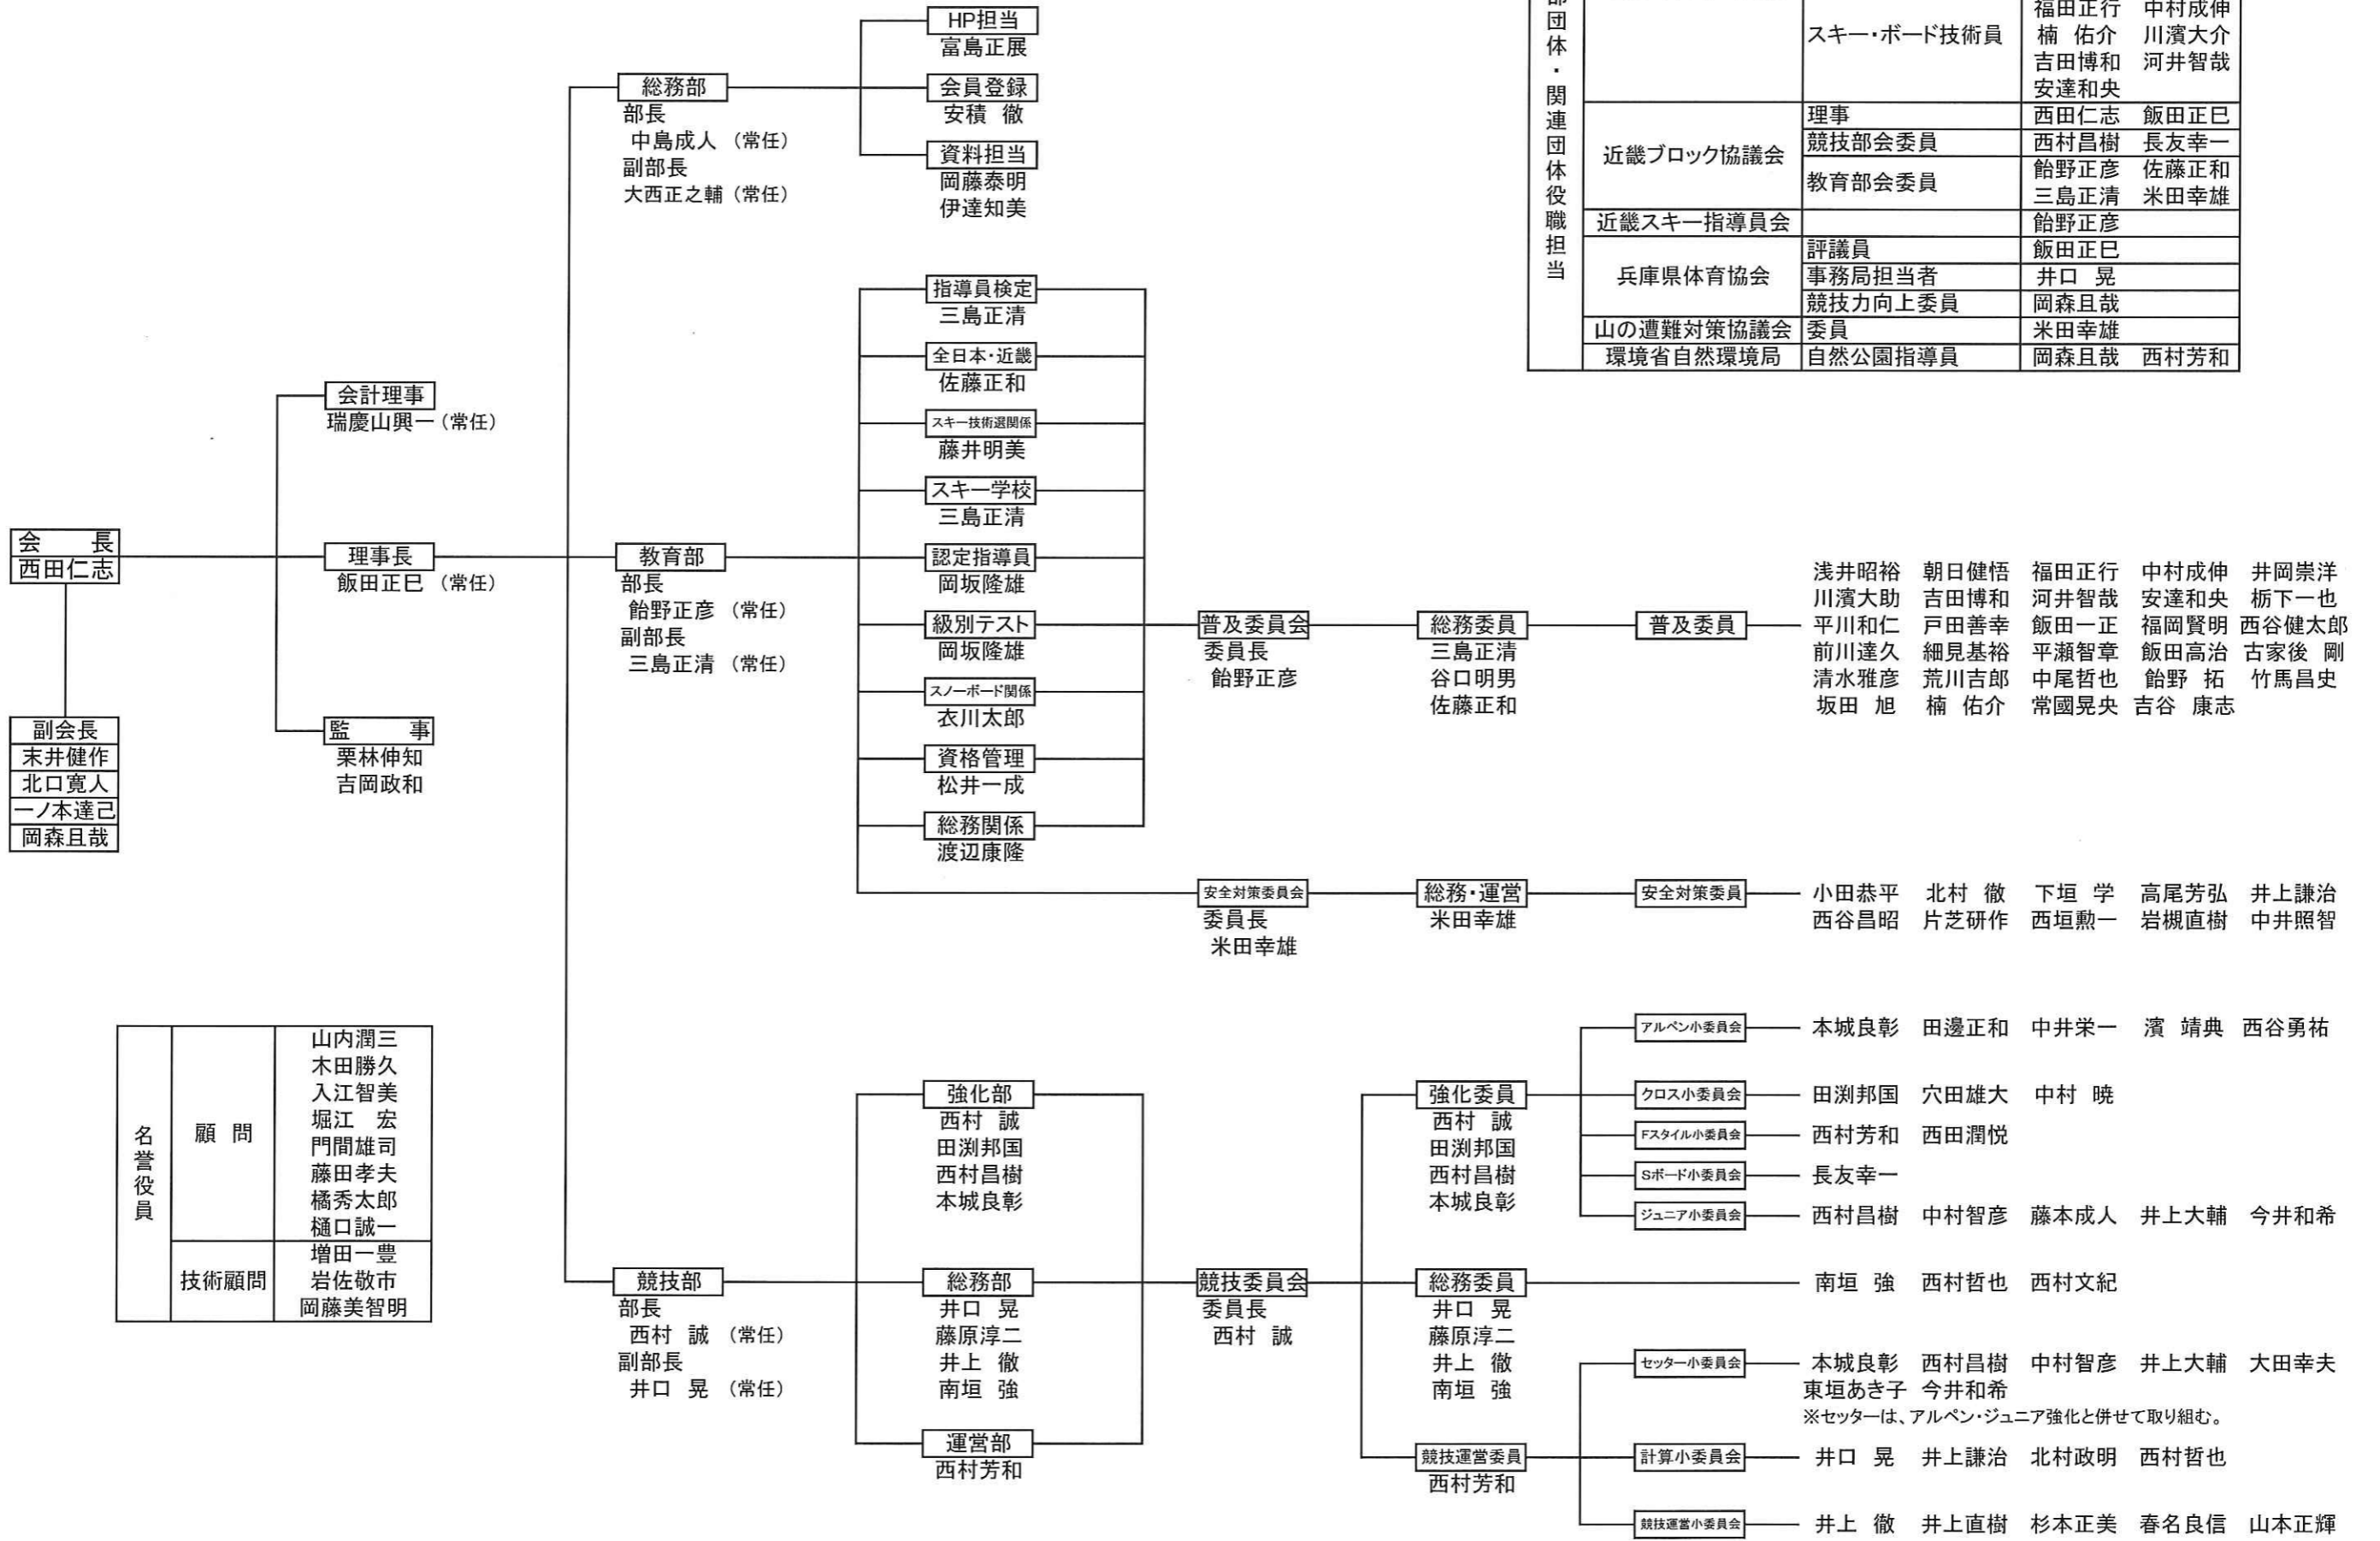 会長
西田仁志
副会長
末井健作
北口寛人
一ノ本達己
岡森且哉
会計理事
瑞慶山興一（常任）
理事長
飯田正巳（常任）
監事
栗林伸知
吉岡政和
名誉役員
顧問
山内潤三
木田勝久
入江智美
堀江　宏
門間雄司
藤田孝夫
橘秀太郎
樋口誠一
技術顧問
増田一豊
岩佐敬市
岡藤美智明
総務部
部長
中島成人（常任）
副部長
大西正之輔（常任）
HP担当
富島正展
会員登録
安積　徹
資料担当
岡藤泰明
伊達知美
教育部
部長
飴野正彦（常任）
副部長
三島正清（常任）
指導員検定
三島正清
全日本・近畿
佐藤正和
スキー技術選関係
藤井明美
スキー学校
三島正清
認定指導員
岡坂隆雄
級別テスト
岡坂隆雄
スノーボード関係
衣川太郎
資格管理
松井一成
総務関係
渡辺康隆
普及委員会
委員長
飴野正彦
総務委員
三島正清
谷口明男
佐藤正和
普及委員
浅井昭裕　朝日健悟　福田正行　中村成伸　井岡崇洋
川濱大助　吉田博和　河井智哉　安達和央　栃下一也
平川和仁　戸田善幸　飯田一正　福岡賢明　西谷健太郎
前川達久　細見基裕　平瀬智章　飯田高治　古家後　剛
清水雅彦　荒川吉郎　中尾哲也　飴野　拓　竹馬昌史
坂田　旭　楠　佑介　常國晃央　吉谷　康志
安全対策委員会
委員長
米田幸雄
総務・運営
米田幸雄
安全対策委員
小田恭平　北村　徹　下垣　学　高尾芳弘　井上謙治
西谷昌昭　片芝研作　西垣勲一　岩槻直樹　中井照智
競技部
部長
西村　誠（常任）
副部長
井口　晃（常任）
強化部
西村　誠
田渕邦国
西村昌樹
本城良彰
総務部
井口　晃
藤原淳二
井上　徹
南垣　強
運営部
西村芳和
競技委員会
委員長
西村　誠
強化委員
西村　誠
田渕邦国
西村昌樹
本城良彰
アルペン小委員会
本城良彰　田邊正和　中井栄一　濱　靖典　西谷勇祐
クロス小委員会
田渕邦国　穴田雄大　中村　暁
Fスタイル小委員会
西村芳和　西田潤悦
Sボード小委員会
長友幸一
ジュニア小委員会
西村昌樹　中村智彦　藤本成人　井上大輔　今井和希
総務委員
井口　晃
藤原淳二
井上　徹
南垣　強
南垣　強　西村哲也　西村文紀
競技運営委員
西村芳和
セッター小委員会
本城良彰　西村昌樹　中村智彦　井上大輔　大田幸夫
東垣あき子　今井和希
※セッターは、アルペン・ジュニア強化と併せて取り組む。
計算小委員会
井口　晃　井上謙治　北村政明　西村哲也
競技運営小委員会
井上　徹　井上直樹　杉本正美　春名良信　山本正輝
団体・関連団体役職担当
スキー・ボード技術員
福田正行　中村成伸
楠　佑介　川濱大介
吉田博和　河井智哉
安達和央
近畿ブロック協議会
理事　西田仁志　飯田正巳
競技部会委員　西村昌樹　長友幸一
教育部会委員　飴野正彦　佐藤正和
三島正清　米田幸雄
近畿スキー指導員会　飴野正彦
兵庫県体育協会
評議員　飯田正巳
事務局担当者　井口　晃
競技力向上委員　岡森且哉
山の遭難対策協議会　委員　米田幸雄
環境省自然環境局　自然公園指導員　岡森且哉　西村芳和